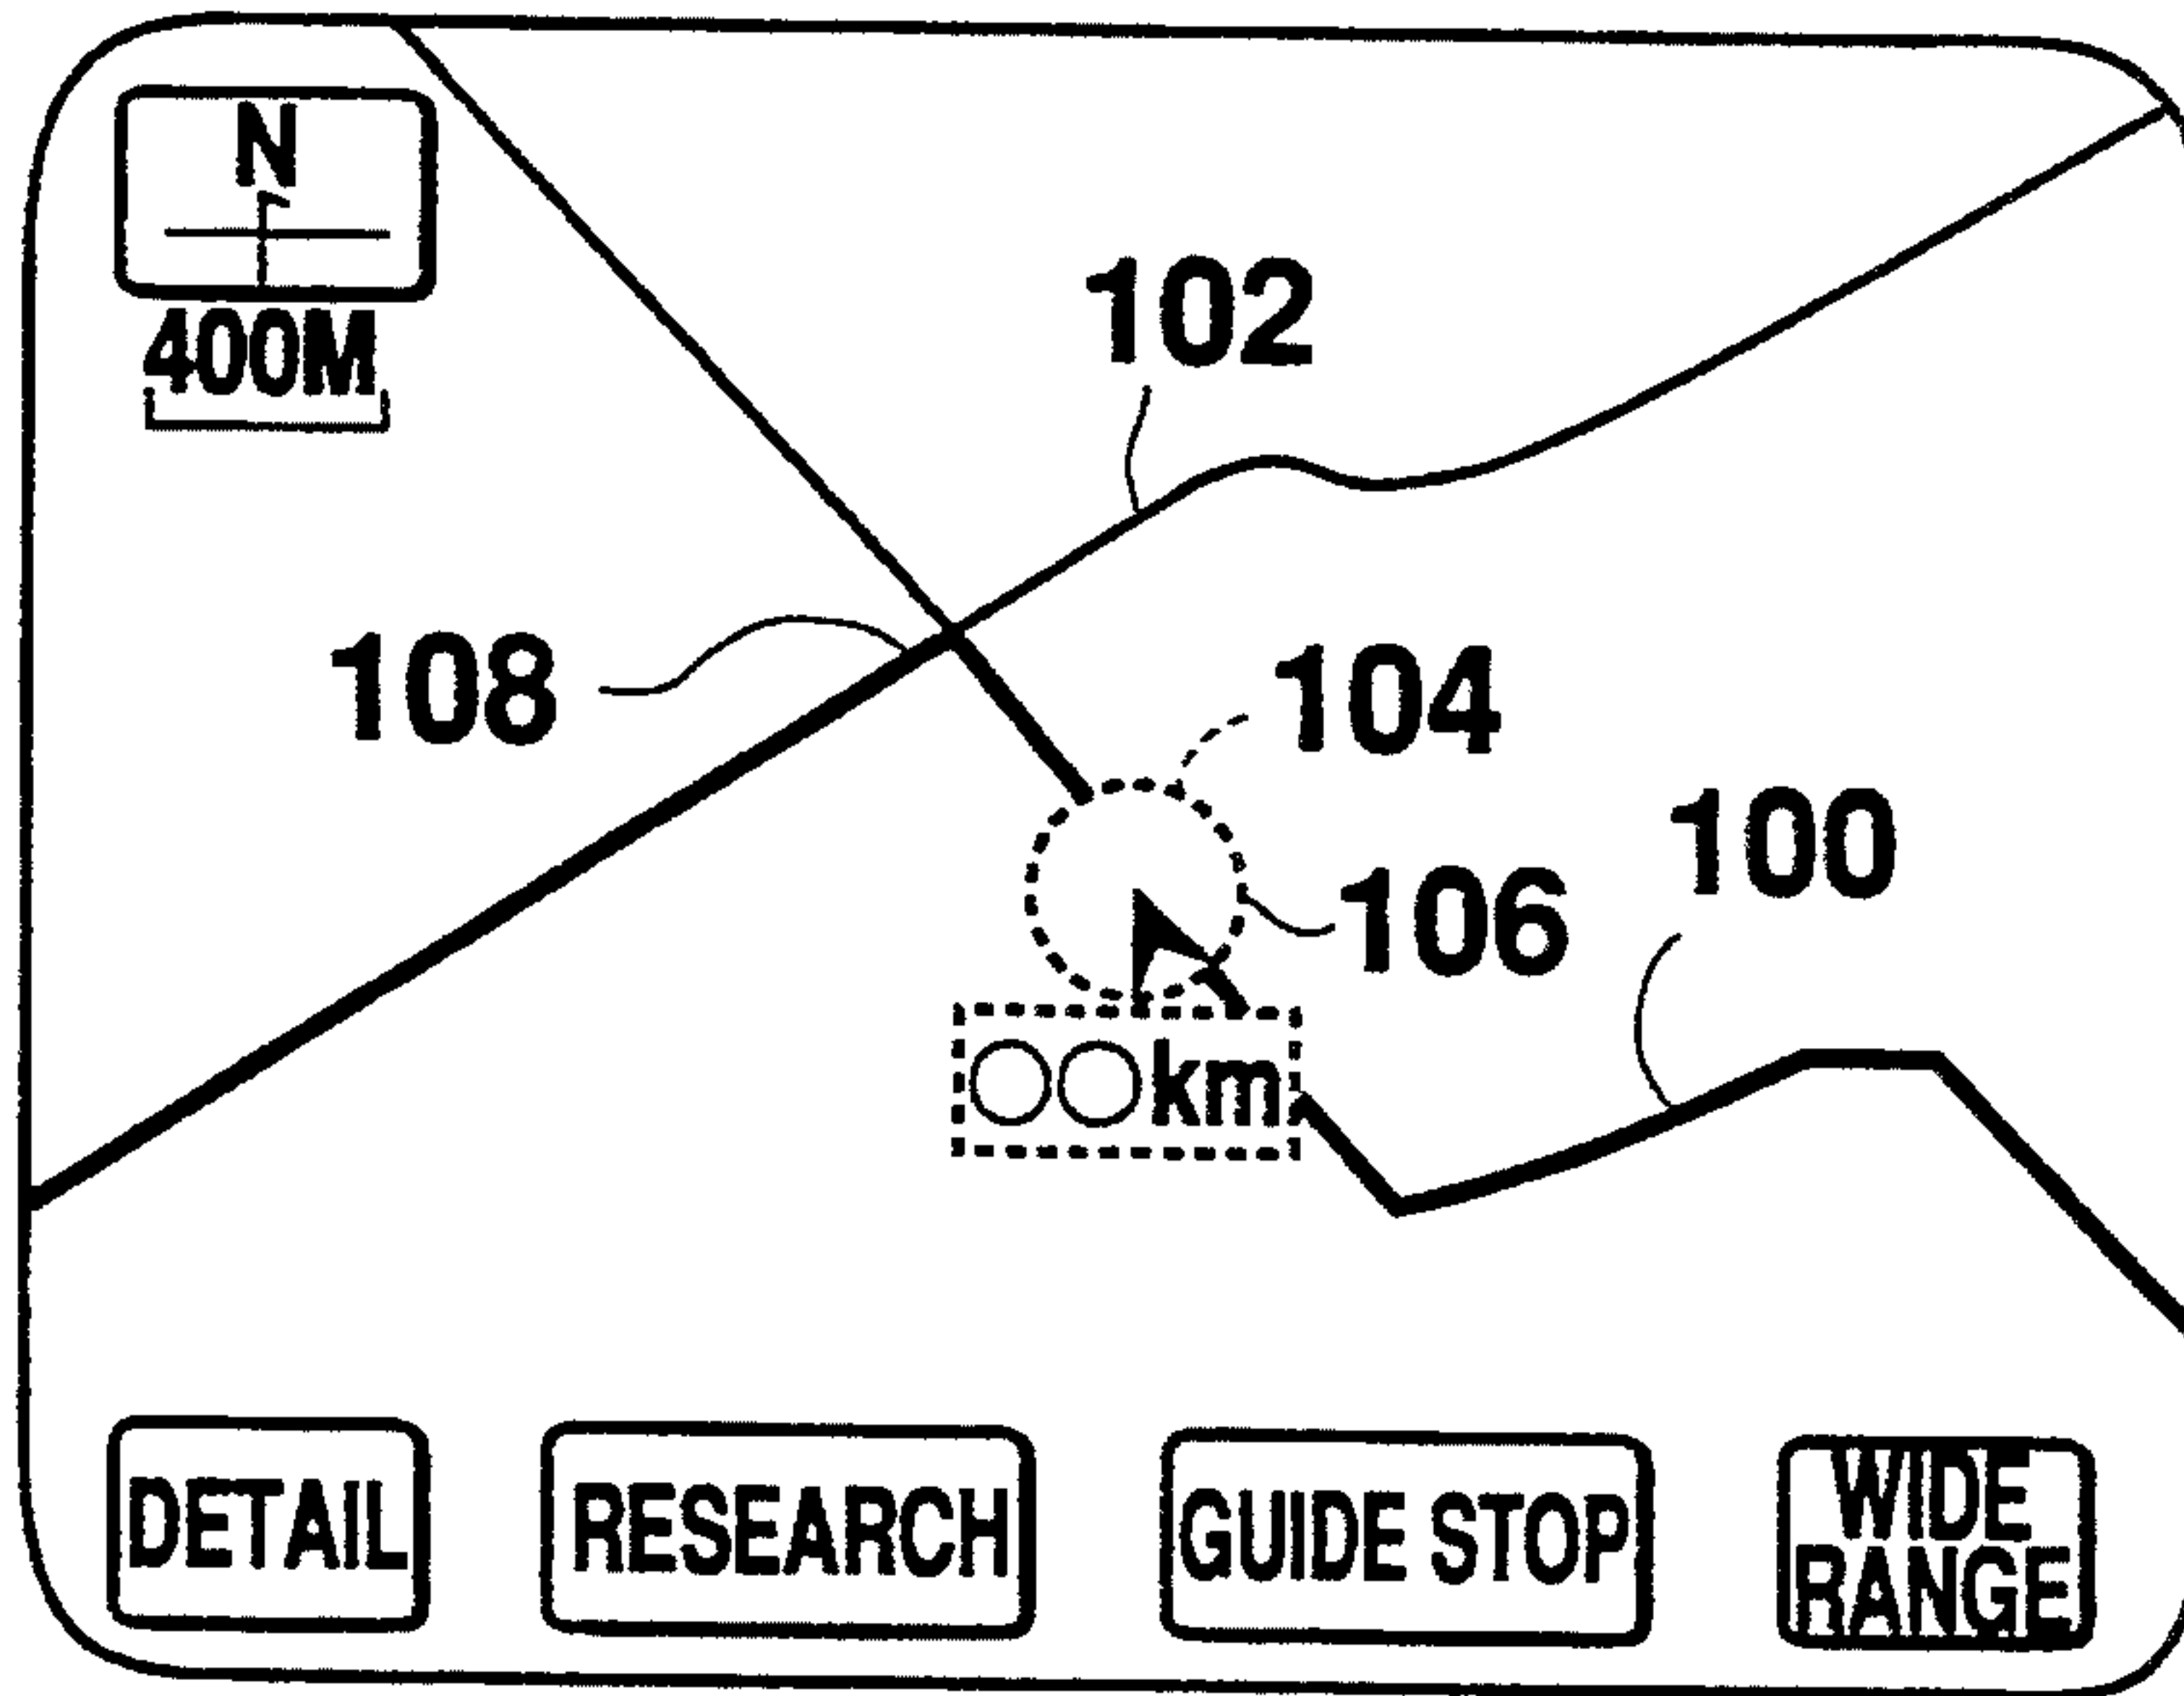 N
400M
102
108
104
100
106
○○km
DETAIL
RESEARCH
GUIDE STOP
WIDE
RANGE